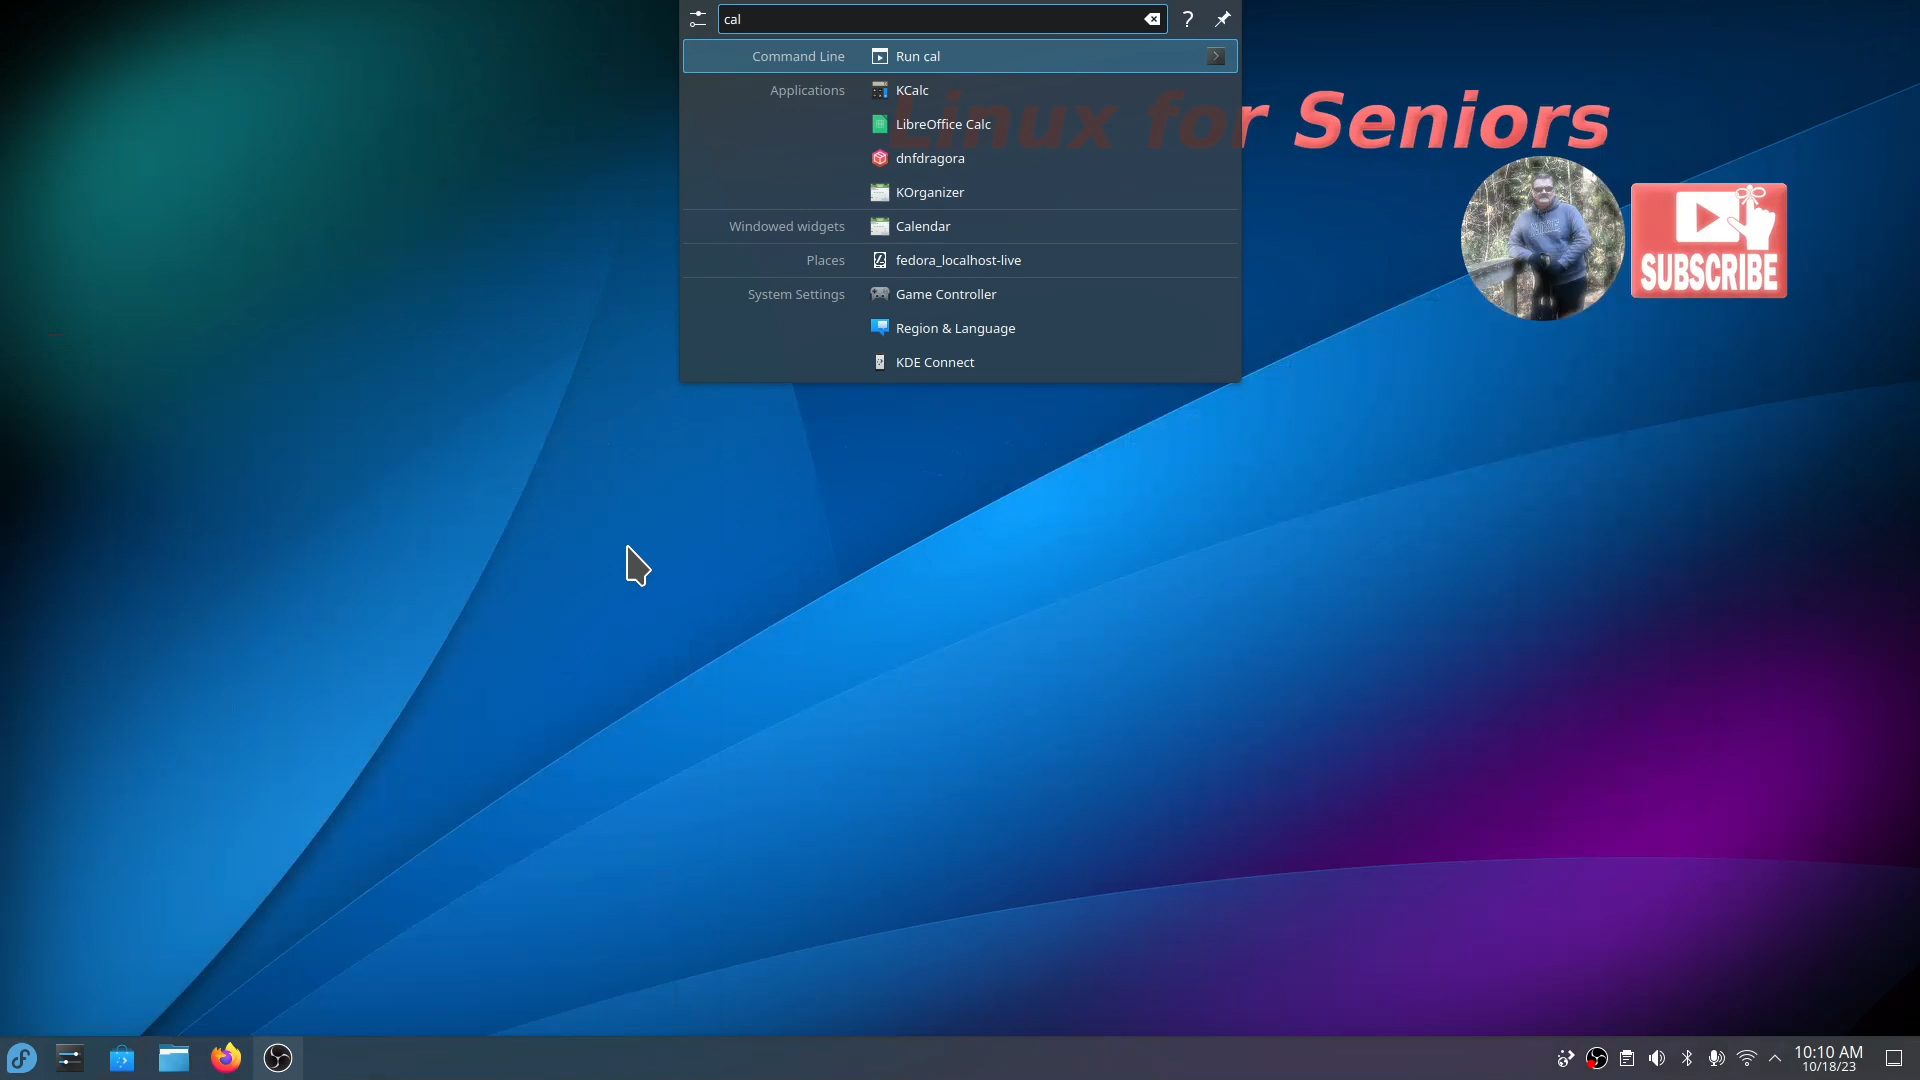 cal
?
Command Line Run cal
Applications KCalc
LibreOffice Calc
Linux for Seniors
dnfdragora
KOrganizer
Windowed widgets Calendar
SUBSCRIBE
Places fedora_localhost-live
System Settings Game Controller
Region & Language
KDE Connect
10:10 AM
10/18/23